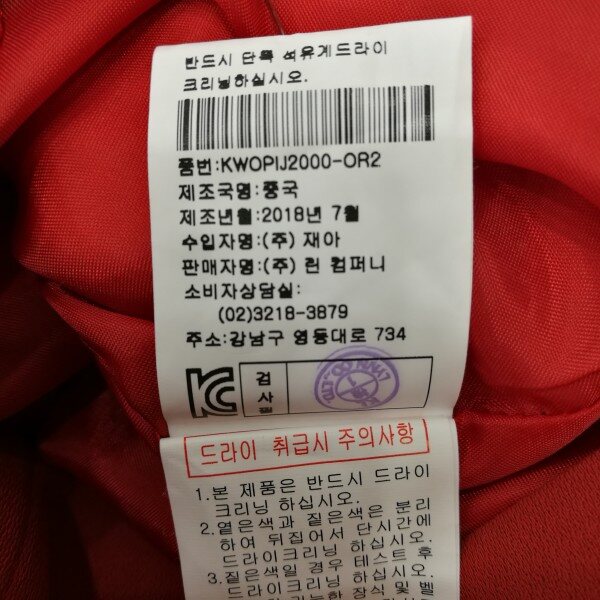 반드시 단독 석유계드라이
크리닝하십시오.
품번:KWOPIJ2000-OR2
제조국명:중국
제조년월:2018년 7월
수입자명:(주) 재아
판매자명:(주) 런 컴퍼니
소비자상담실:
(02)3218-3879
주소:강남구 영동대로 734
검
사
필
드라이 취급시 주의사항
1.본 제품은 반드시 드라이
크리닝 하십시오.
2.옅은색과 짙은색은 분리
하여 뒤집어서 단시간에
드라이크리닝 하십시오.
3.짙은색일 경우 테스트 후
드라이크리닝 하십시오.
장식 및 벨